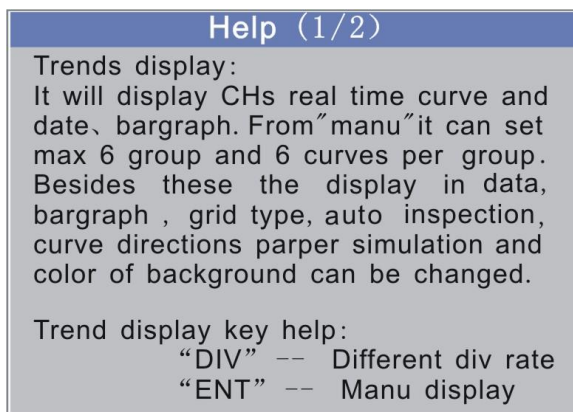 Help (1/2)
Trends display:
It will display CHs real time curve and
date、bargraph. From″manu″it can set
max 6 group and 6 curves per group.
Besides these the display in data,
bargraph , grid type, auto inspection,
curve directions parper simulation and
color of background can be changed.
Trend display key help:
“DIV” -- Different div rate
“ENT” -- Manu display